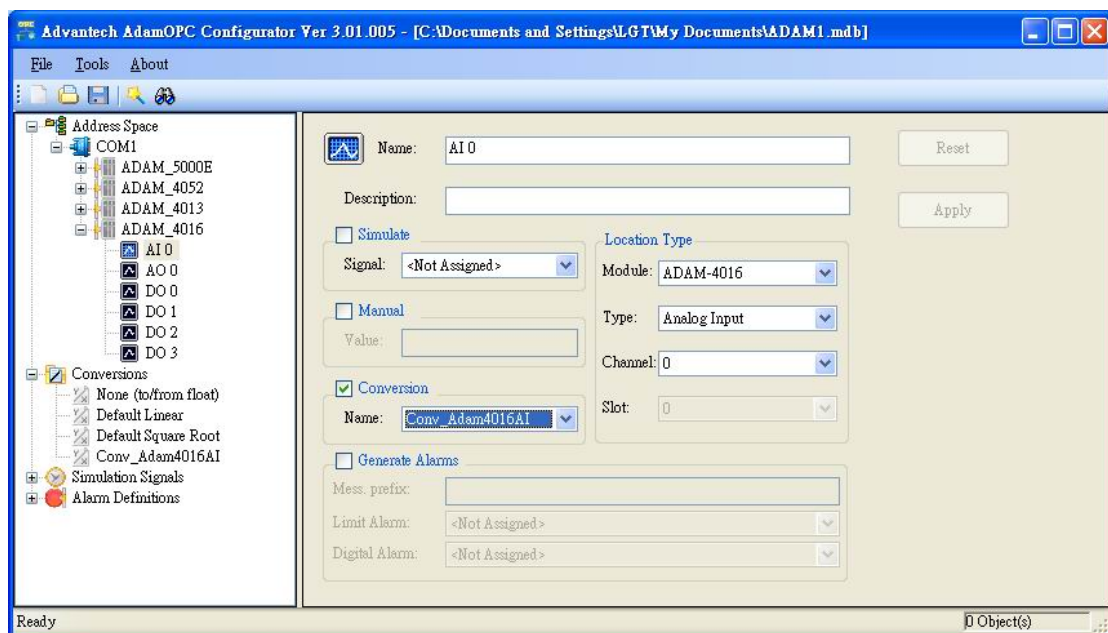 Advantech AdamOPC Configurator Ver 3.01.005 - [C:\Documents and Settings\LGT\My Documents\ADAM1.mdb]
File Tools About
Address Space
COM1
ADAM_5000E
ADAM_4052
ADAM_4013
ADAM_4016
AI 0
AO 0
DO 0
DO 1
DO 2
DO 3
Conversions
None (to/from float)
Default Linear
Default Square Root
Conv_Adam4016AI
Simulation Signals
Alarm Definitions
Name: AI 0
Reset
Description:
Apply
Simulate
Signal: <Not Assigned>
Manual
Value:
Conversion
Name: Conv_Adam4016AI
Location Type
Module: ADAM-4016
Type: Analog Input
Channel: 0
Slot: 0
Generate Alarms
Mess. prefix:
Limit Alarm: <Not Assigned>
Digital Alarm: <Not Assigned>
Ready
0 Object(s)